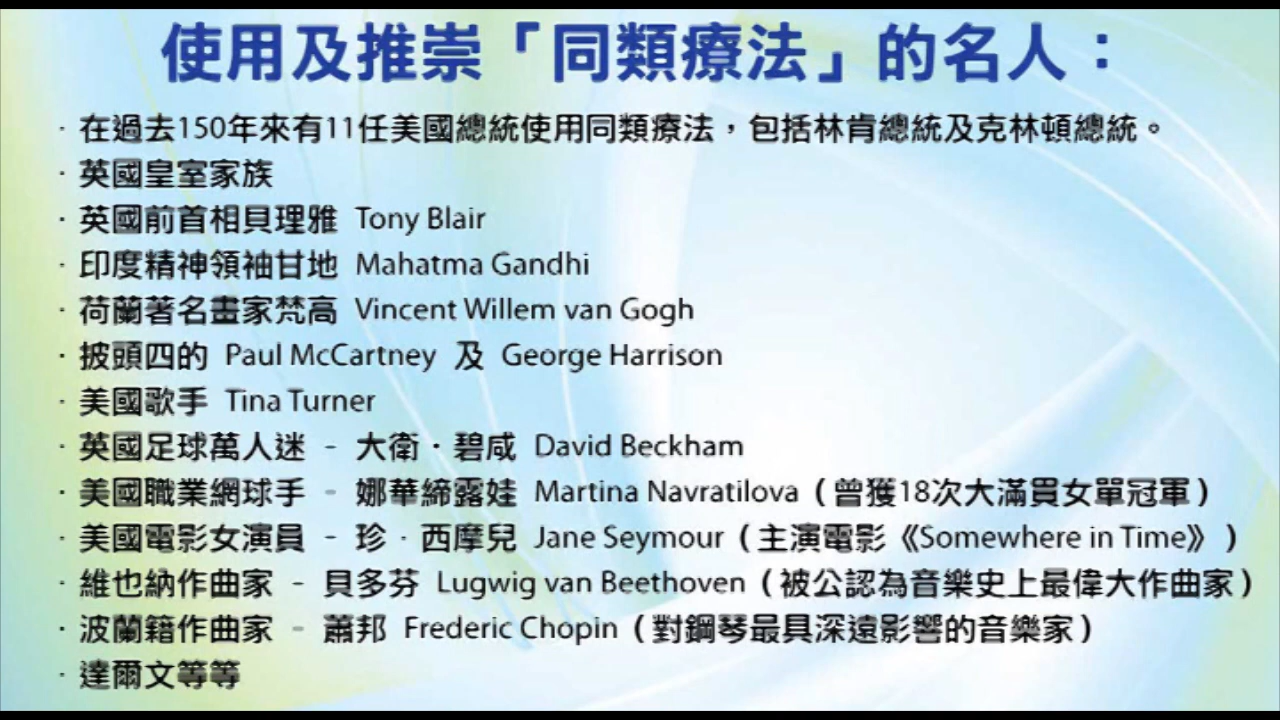 使用及推崇「同類療法」的名人：
· 在過去150年來有11任美國總統使用同類療法，包括林肯總統及克林頓總統。
· 英國皇室家族
· 英國前首相貝理雅 Tony Blair
· 印度精神領袖甘地 Mahatma Gandhi
· 荷蘭著名畫家梵高 Vincent Willem van Gogh
· 披頭四的 Paul McCartney 及 George Harrison
· 美國歌手 Tina Turner
· 英國足球萬人迷 - 大衛·碧咸 David Beckham
· 美國職業網球手 - 娜華締露娃 Martina Navratilova（曾獲18次大滿貫女單冠軍）
· 美國電影女演員 - 珍·西摩兒 Jane Seymour（主演電影《Somewhere in Time》）
· 維也納作曲家 - 貝多芬 Lugwig van Beethoven（被公認為音樂史上最偉大作曲家）
· 波蘭籍作曲家 - 蕭邦 Frederic Chopin（對鋼琴最具深遠影響的音樂家）
· 達爾文等等